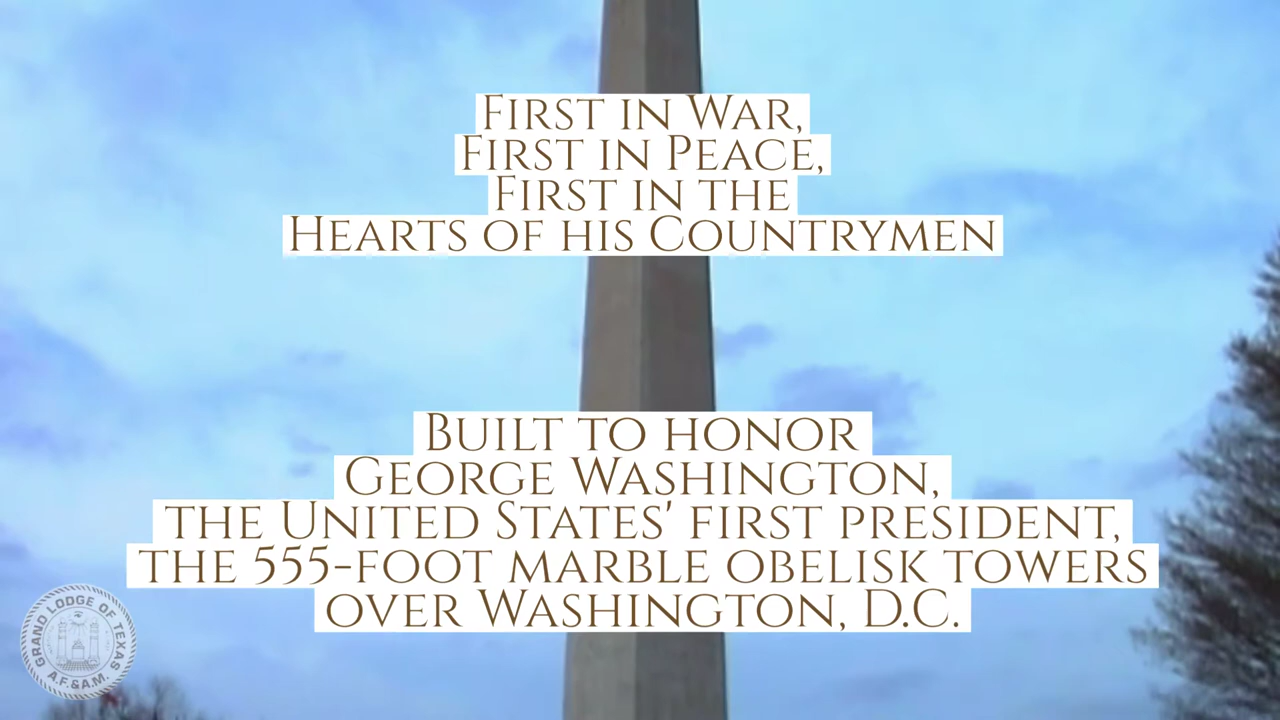 First in War,
First in Peace,
First in the
Hearts of his Countrymen
Built to honor
George Washington,
the United States' first president,
the 555-foot marble obelisk towers
over Washington, D.C.
GRAND LODGE OF TEXAS
A.F.&A.M.